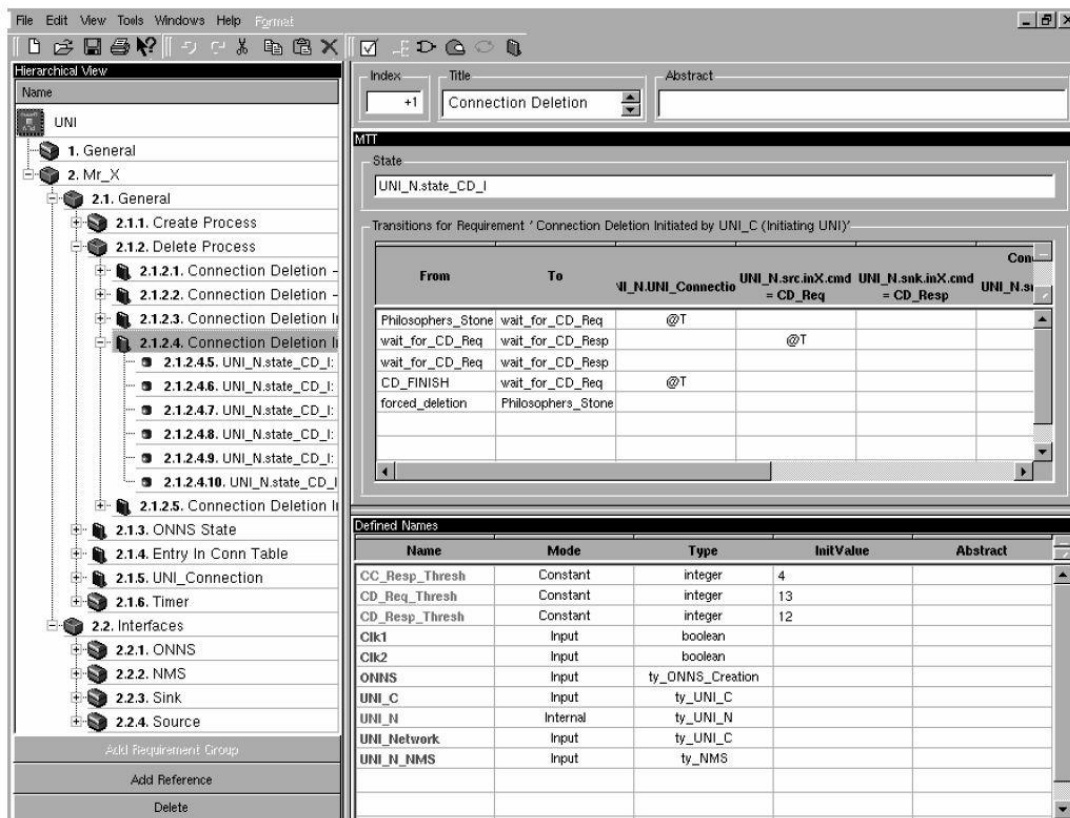 File Edit View Tools Windows Help Format
Hierarchical View
Name
UNI
1. General
2. Mr_X
2.1. General
2.1.1. Create Process
2.1.2. Delete Process
2.1.2.1. Connection Deletion -
2.1.2.2. Connection Deletion -
2.1.2.3. Connection Deletion I
2.1.2.4. Connection Deletion I
2.1.2.4.5. UNI_N.state_CD_I:
2.1.2.4.6. UNI_N.state_CD_I:
2.1.2.4.7. UNI_N.state_CD_I:
2.1.2.4.8. UNI_N.state_CD_I:
2.1.2.4.9. UNI_N.state_CD_I:
2.1.2.4.10. UNI_N.state_CD_I
2.1.2.5. Connection Deletion I
2.1.3. ONNS State
2.1.4. Entry In Conn Table
2.1.5. UNI_Connection
2.1.6. Timer
2.2. Interfaces
2.2.1. ONNS
2.2.2. NMS
2.2.3. Sink
2.2.4. Source
Add Requirement Group
Add Reference
Delete
Index Title Abstract
+1 Connection Deletion
MTT
State
UNI_N.state_CD_I
Transitions for Requirement ' Connection Deletion Initiated by UNI_C (Initiating UNI)'
Con
From To NI_N.UNI_Connectio UNI_N.src.inX.cmd = CD_Req UNI_N.snk.inX.cmd = CD_Resp UNI_N.s
Philosophers_Stone wait_for_CD_Req @T
wait_for_CD_Req wait_for_CD_Resp @T
wait_for_CD_Req wait_for_CD_Resp
CD_FINISH wait_for_CD_Req @T
forced_deletion Philosophers_Stone
Defined Names
Name Mode Type InitValue Abstract
CC_Resp_Thresh Constant integer 4
CD_Req_Thresh Constant integer 13
CD_Resp_Thresh Constant integer 12
Clk1 Input boolean
Clk2 Input boolean
ONNS Input ty_ONNS_Creation
UNI_C Input ty_UNI_C
UNI_N Internal ty_UNI_N
UNI_Network Input ty_UNI_C
UNI_N_NMS Input ty_NMS